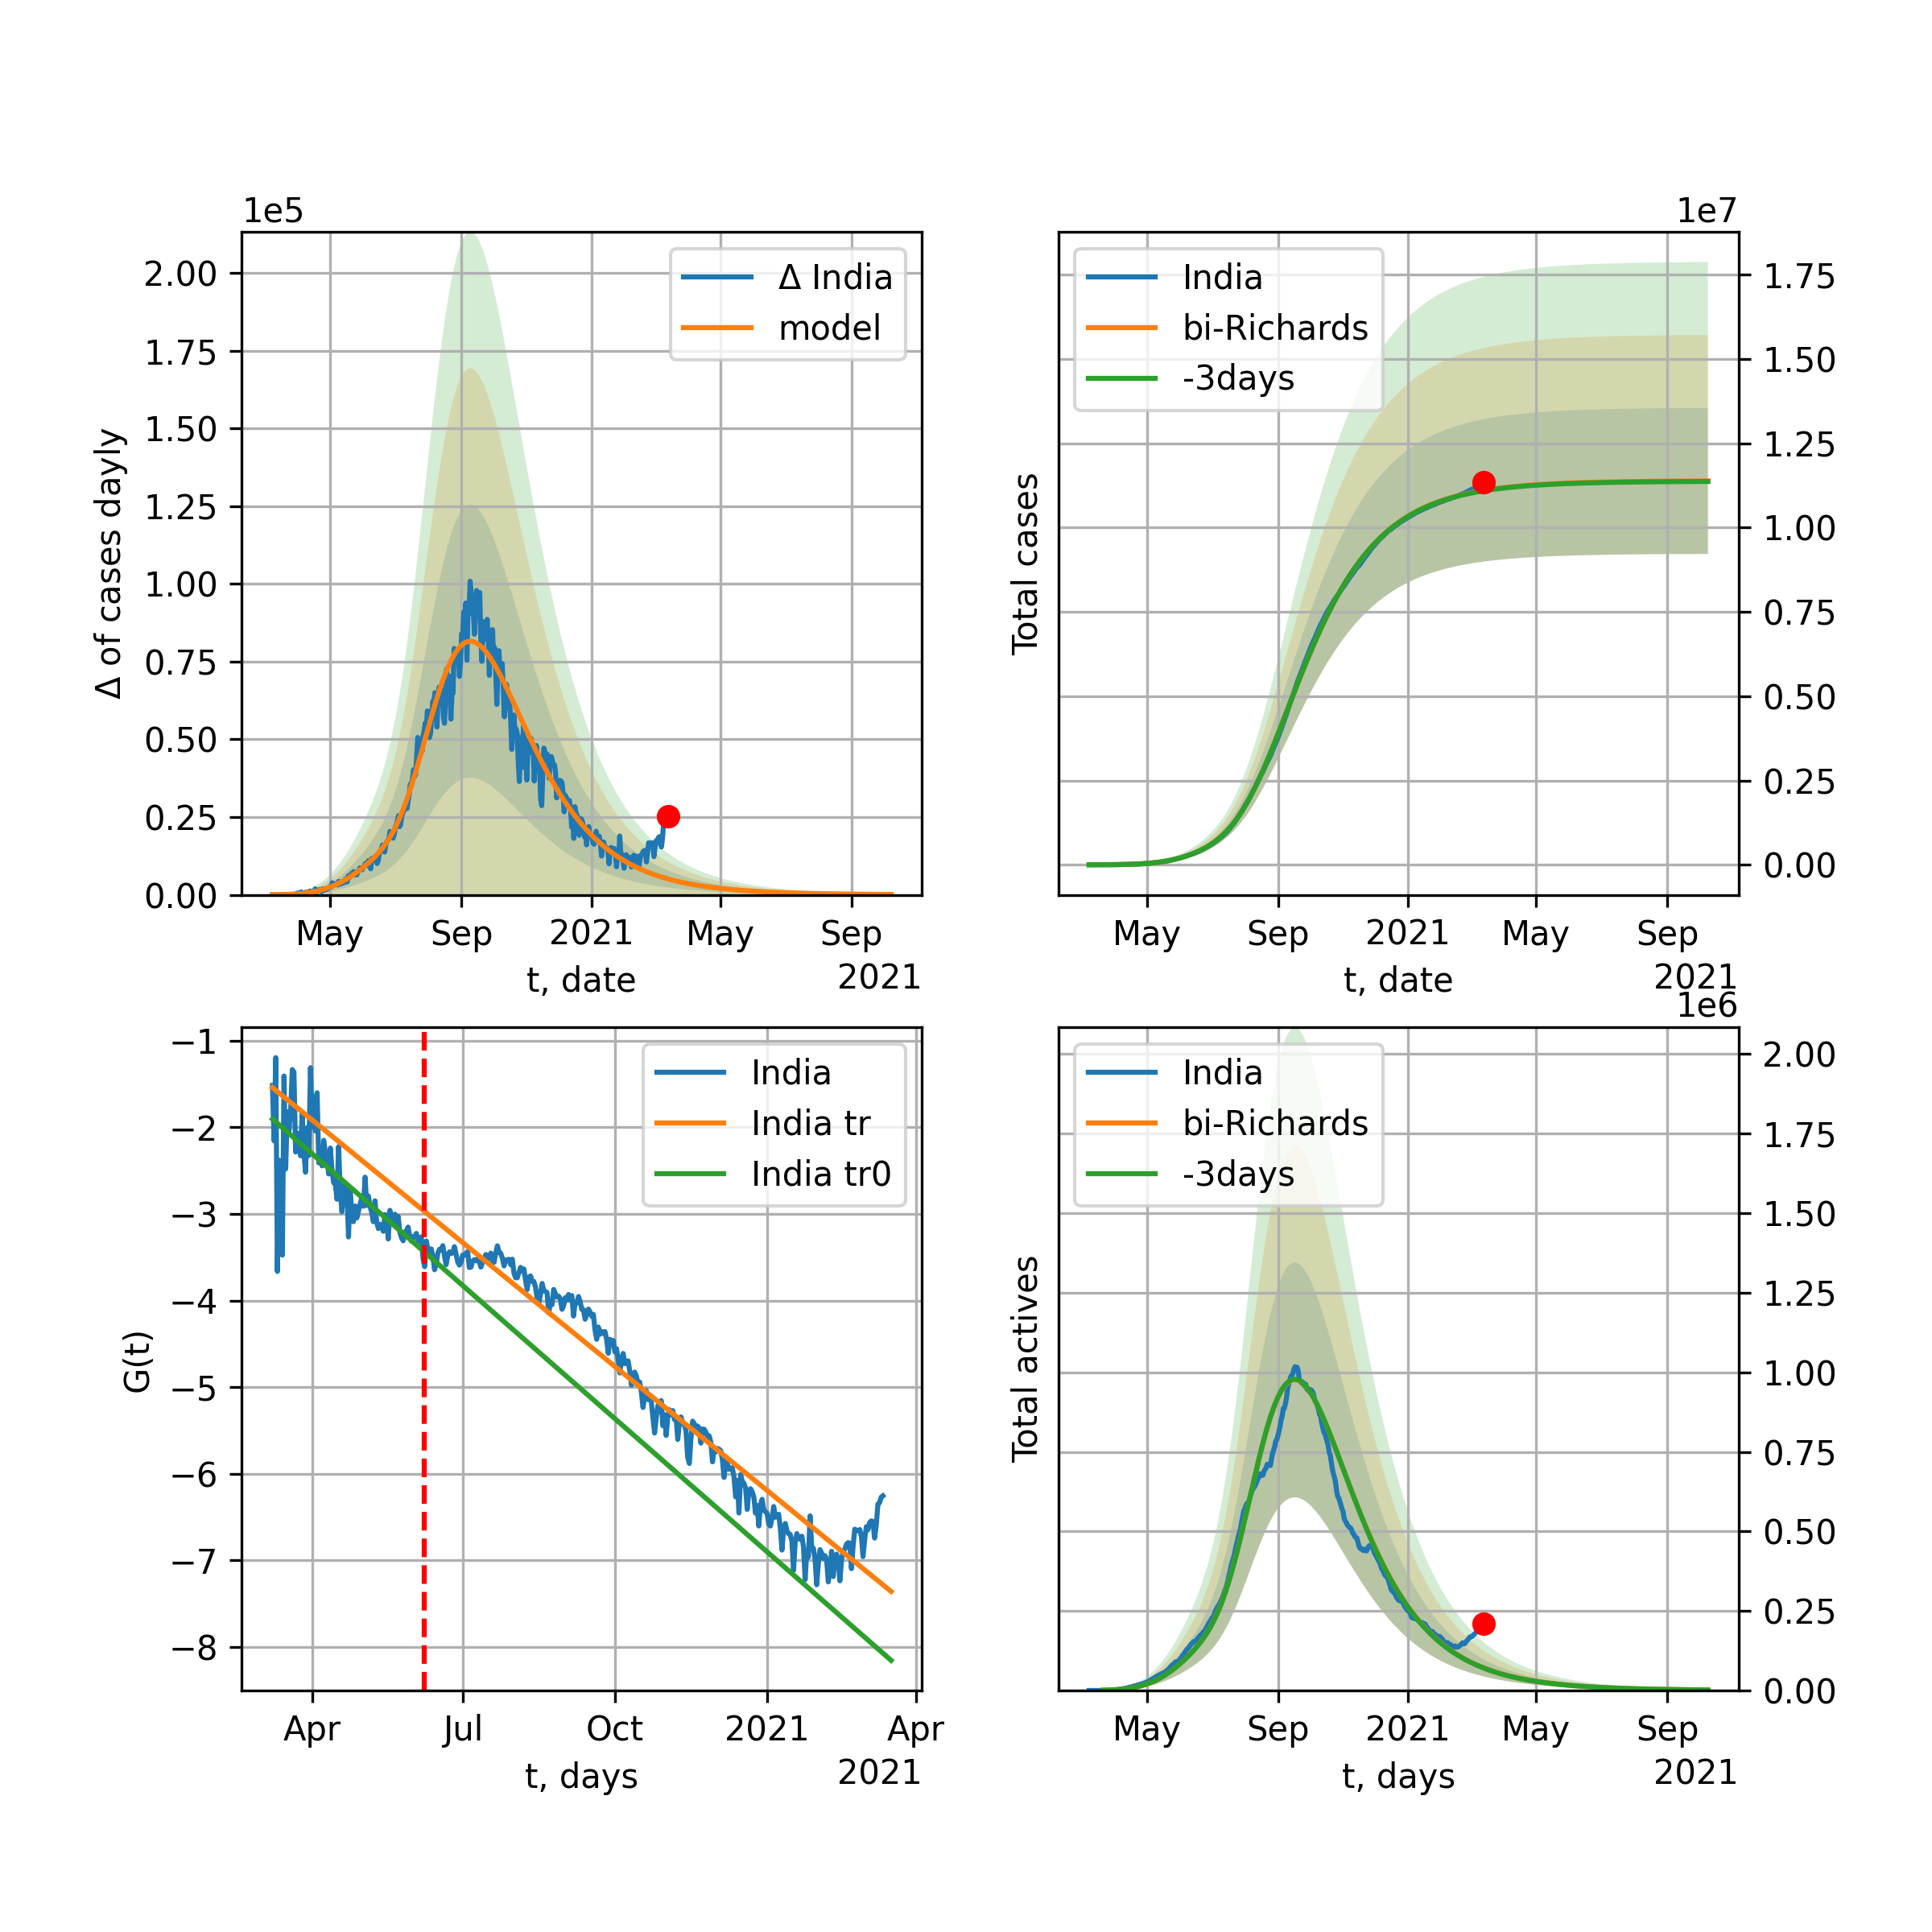 1e5
2.00
1.75
1.50
1.25
1.00
0.75
0.50
0.25
0.00
Δ of cases dayly
Δ India
model
May Sep 2021 May Sep
2021
t, date
1e7
1.75
1.50
1.25
1.00
0.75
0.50
0.25
0.00
Total cases
India
bi-Richards
-3days
May Sep 2021 May Sep
2021
t, date
−1
−2
−3
−4
−5
−6
−7
−8
G(t)
India
India tr
India tr0
Apr Jul Oct 2021 Apr
2021
t, days
1e6
2.00
1.75
1.50
1.25
1.00
0.75
0.50
0.25
0.00
Total actives
India
bi-Richards
-3days
May Sep 2021 May Sep
2021
t, days